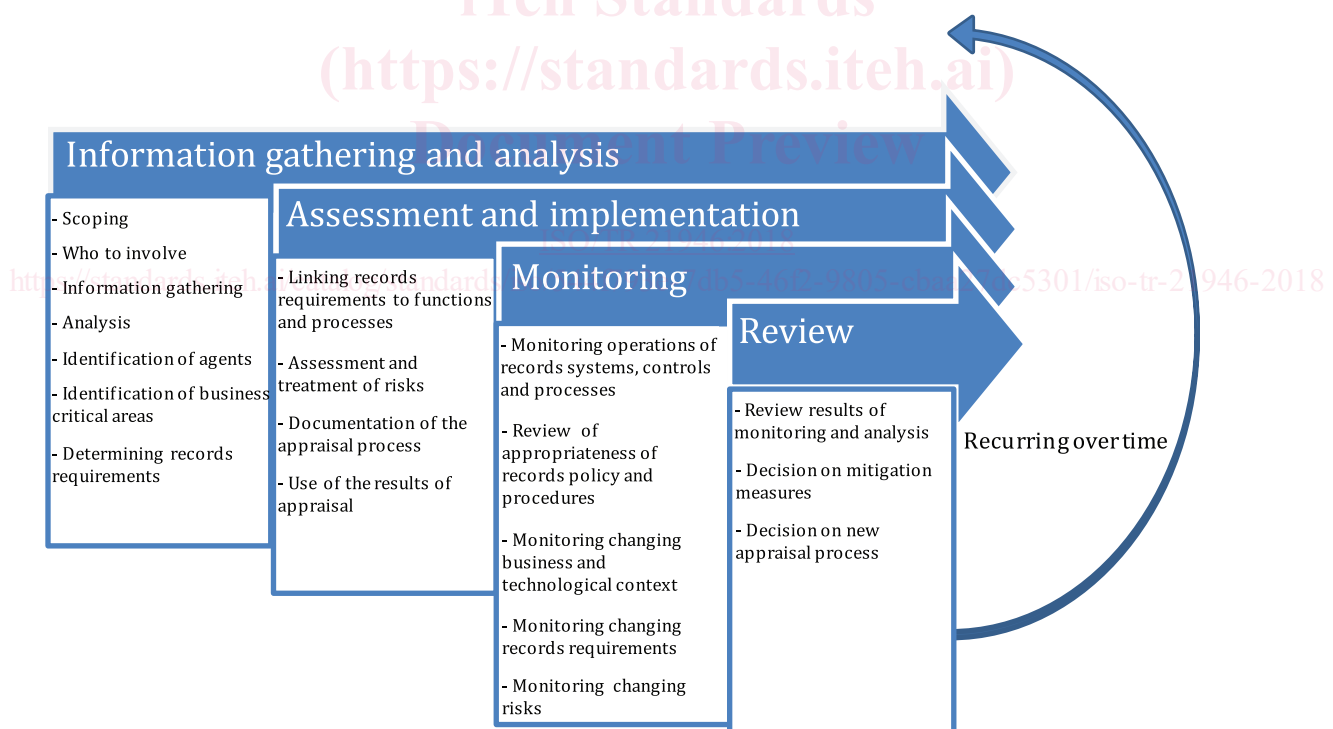 iTeh Standards
(https://standards.iteh.ai)
Document Preview
Information gathering and analysis
- Scoping
- Who to involve
- Information gathering
- Analysis
- Identification of agents
- Identification of business
critical areas
- Determining records
requirements
Assessment and implementation
ISO/TR 21946:2018
- Linking records
requirements to functions
and processes
- Assessment and
treatment of risks
- Documentation of the
appraisal process
- Use of the results of
appraisal
Monitoring
- Monitoring operations of
records systems, controls
and processes
- Review of
appropriateness of
records policy and
procedures
- Monitoring changing
business and
technological context
- Monitoring changing
records requirements
- Monitoring changing
risks
Review
- Review results of
monitoring and analysis
- Decision on mitigation
measures
- Decision on new
appraisal process
Recurring over time